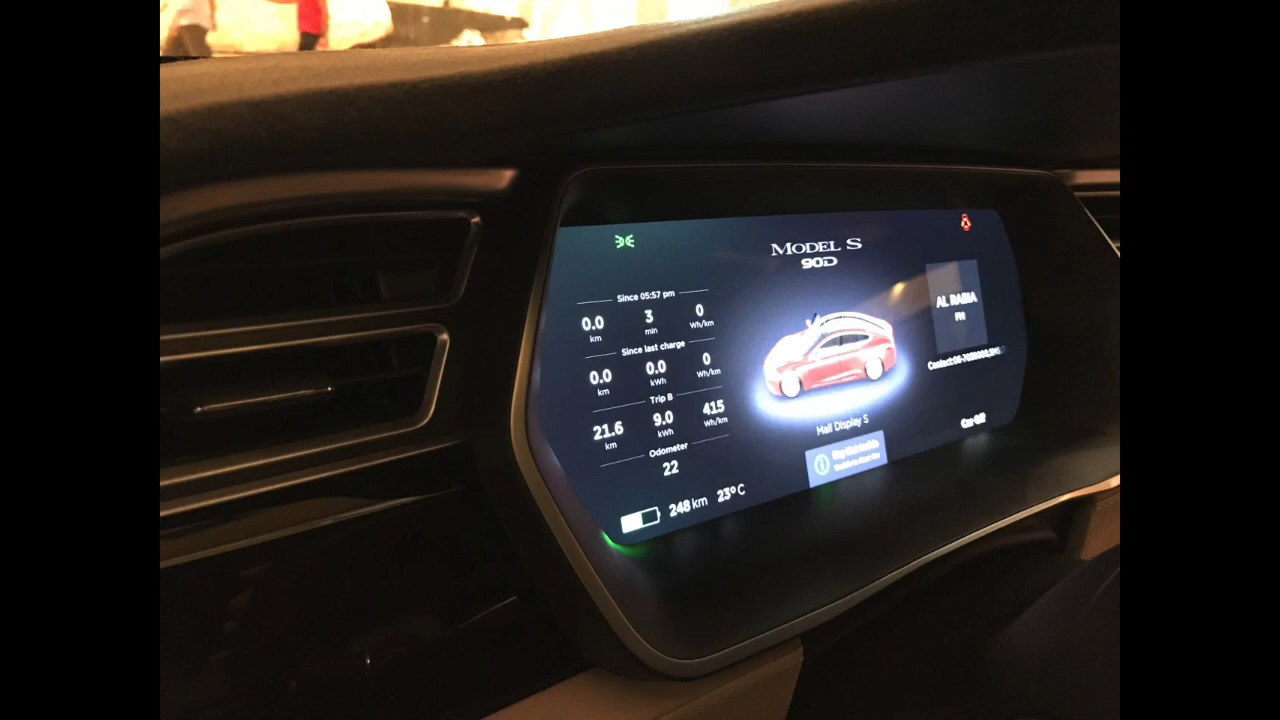 MODEL S
90D
Since 05:57 pm
0.0 3 0
km min Wh/km
Since last charge
0.0 0.0 0
km kWh Wh/km
Trip B
21.6 9.0 415
km kWh Wh/km
Odometer
22
248 km 23°C
Mall Display S
AL RABIA
FM
Car Off